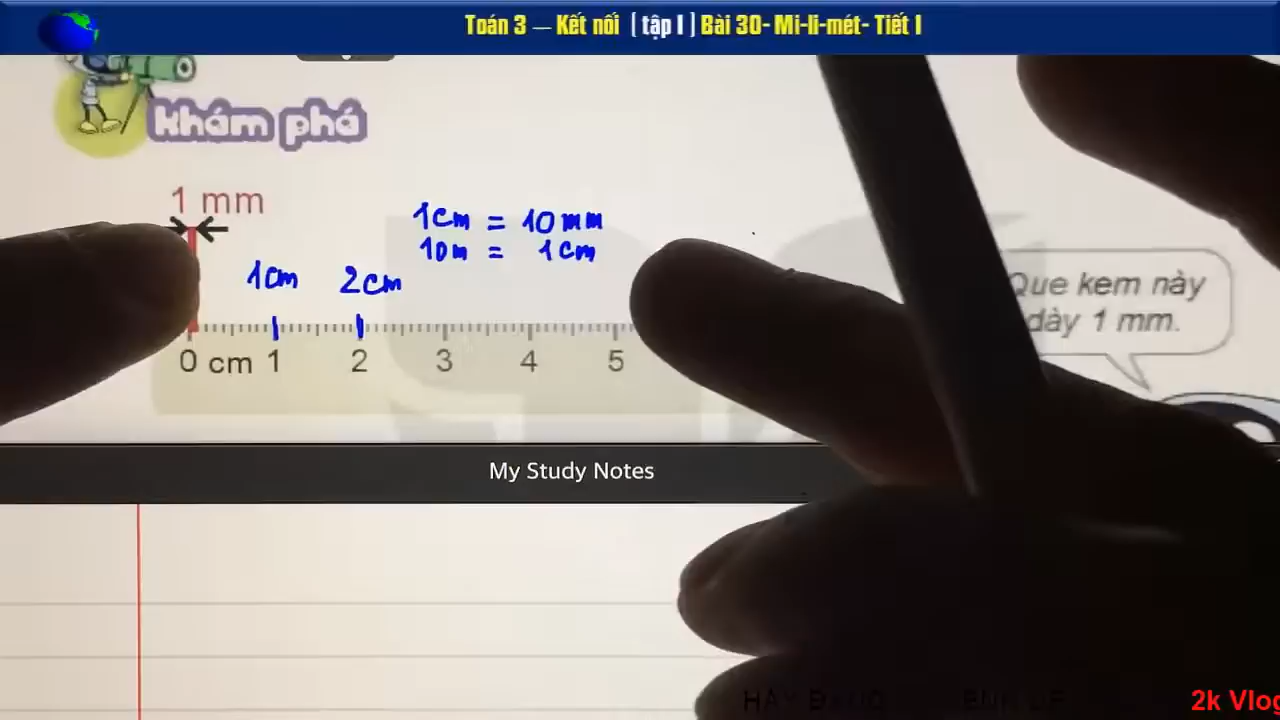 Toán 3 – Kết nối [ tập 1 ] Bài 30- Mi-li-mét- Tiết 1
khám phá
1 mm
1cm = 10 mm
10m = 1cm
1cm 2cm
Que kem này
dày 1 mm.
0 cm 1 2 3 4 5
My Study Notes
2k Vlog